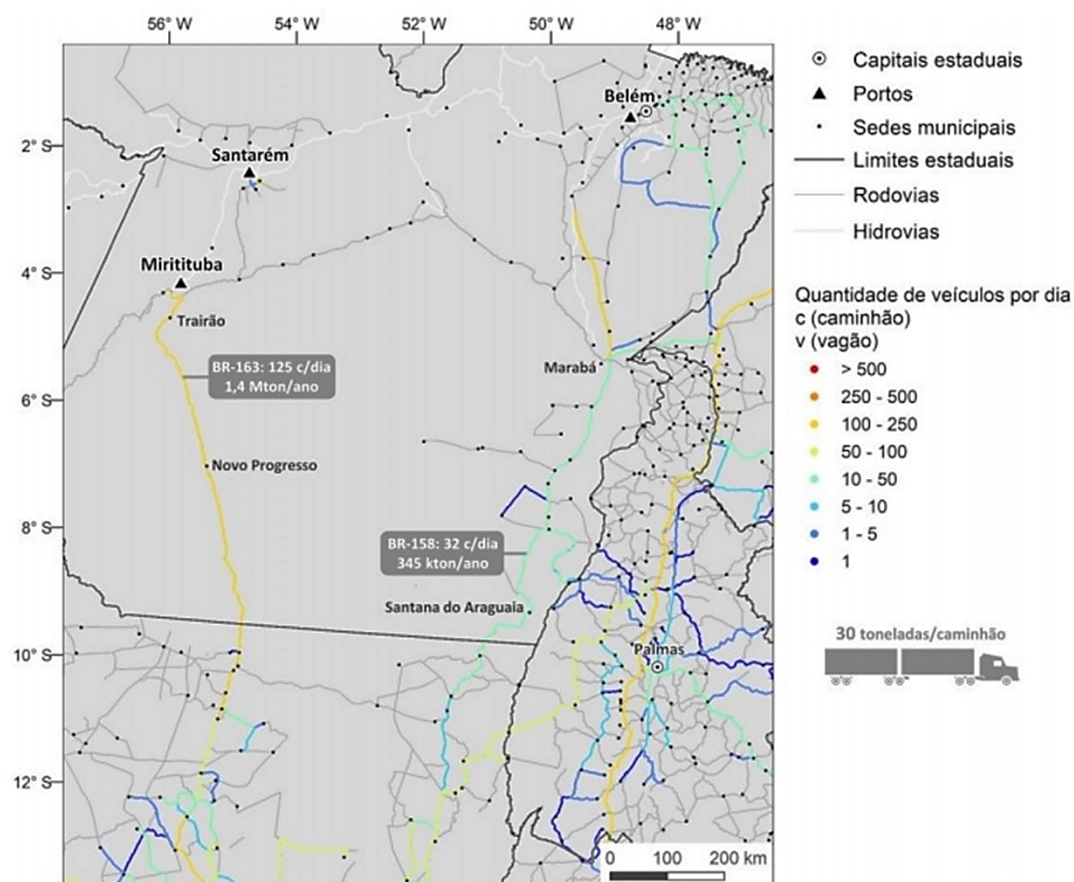 56° W 54° W 52° W 50° W 48° W
2° S
4° S
6° S
8° S
10° S
12° S
Belém
Santarém
Miritituba
Trairão
Marabá
BR-163: 125 c/dia
1,4 Mton/ano
Novo Progresso
BR-158: 32 c/dia
345 kton/ano
Santana do Araguaia
Palmas
0 100 200 km
Capitais estaduais
Portos
Sedes municipais
Limites estaduais
Rodovias
Hidrovias
Quantidade de veículos por dia
c (caminhão)
v (vagão)
> 500
250 - 500
100 - 250
50 - 100
10 - 50
5 - 10
1 - 5
1
30 toneladas/caminhão